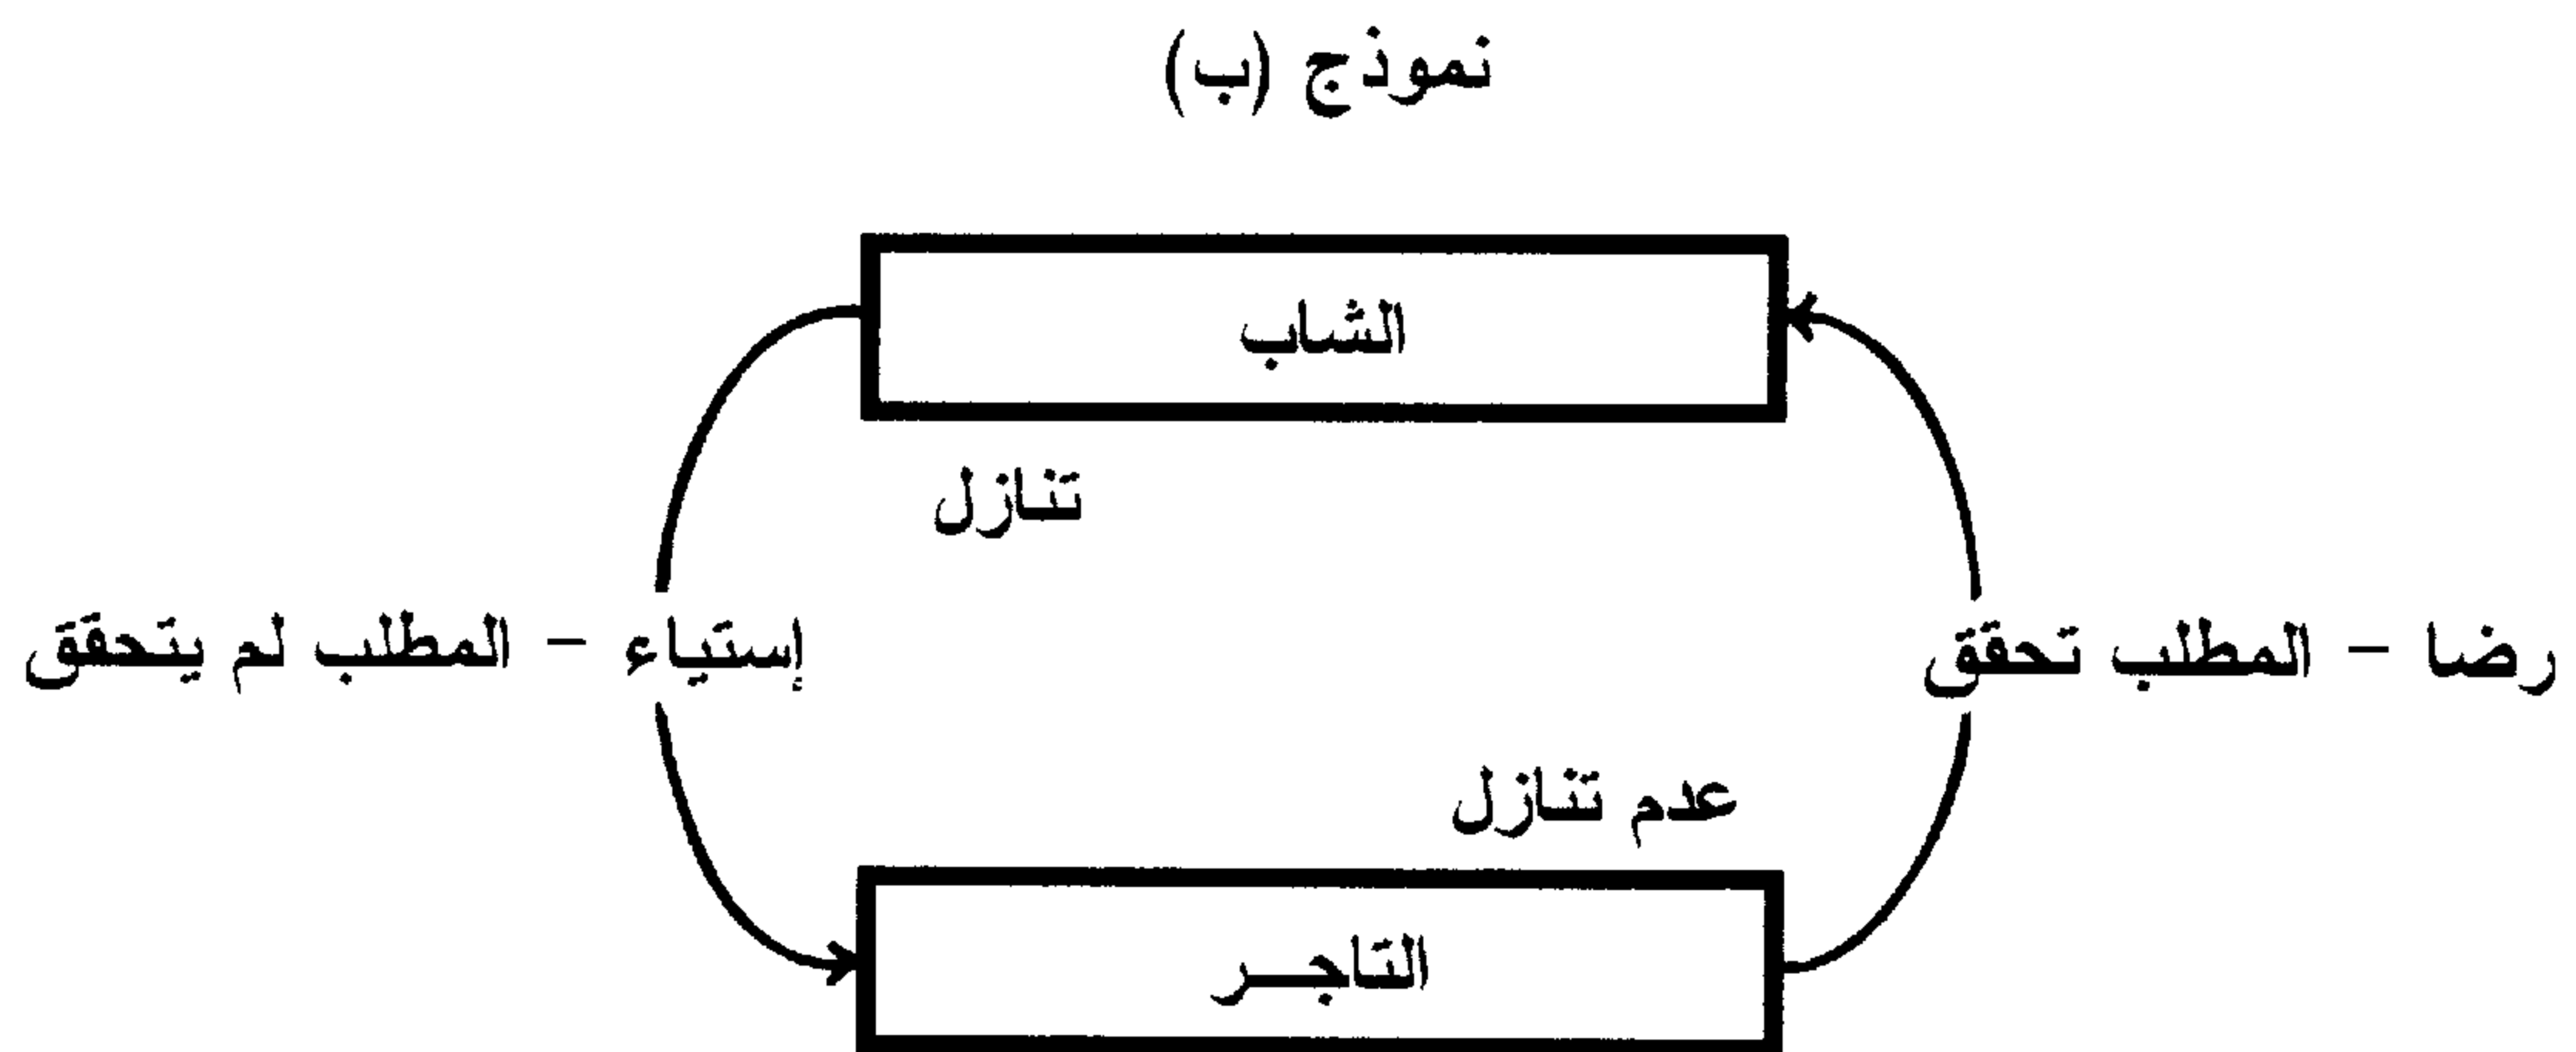 نموذج (ب)
الشاب
تنازل
رضا - المطلب تحقق
إستياء - المطلب لم يتحقق
عدم تنازل
التاجر